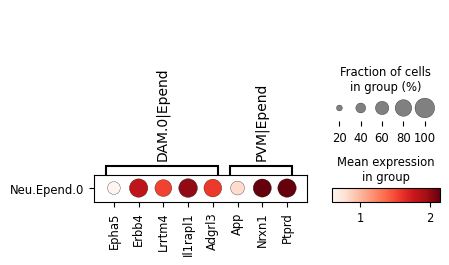 DAM.0|Epend
PVM|Epend
Neu.Epend.0
Epha5
Erbb4
Lrrtm4
Il1rapl1
Adgrl3
App
Nrxn1
Ptprd
Fraction of cells
in group (%)
20 40 60 80 100
Mean expression
in group
1 2